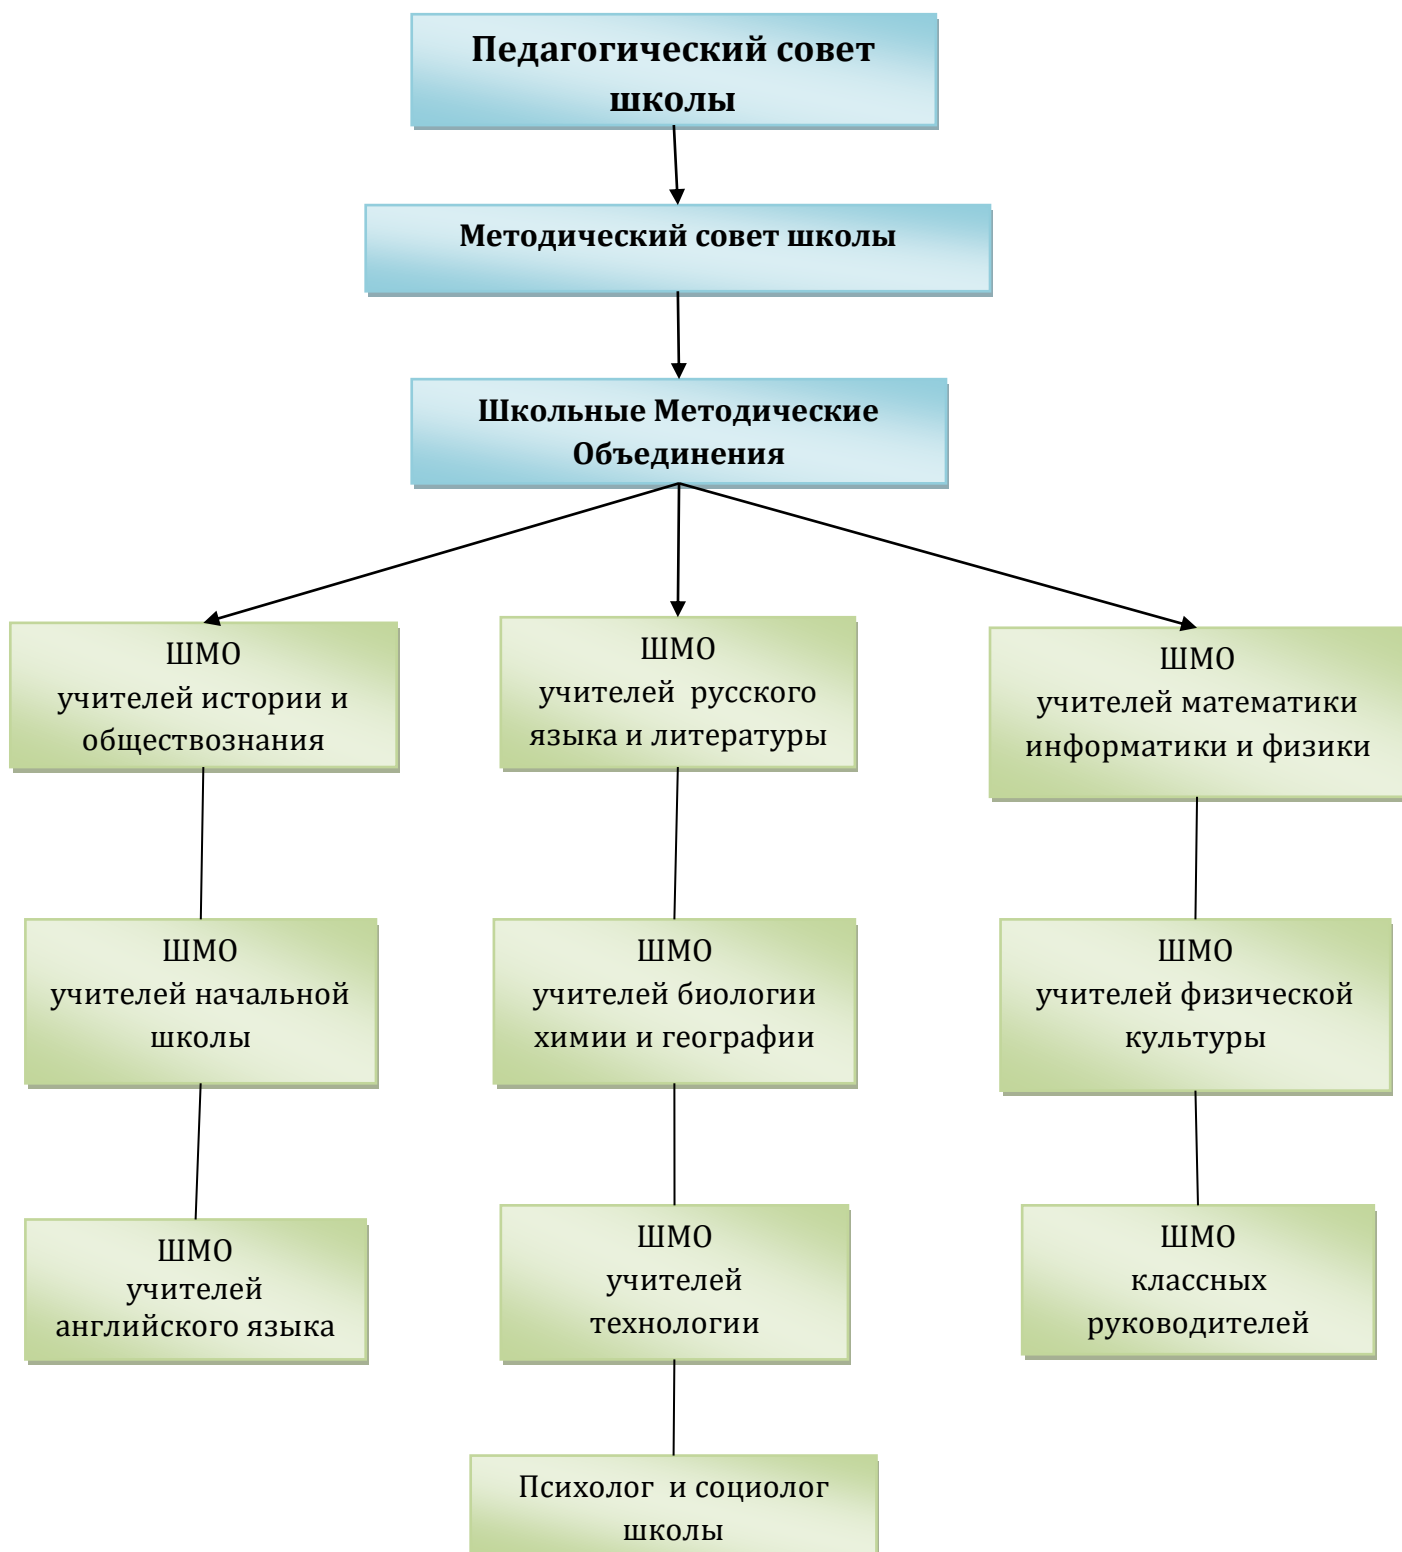 Педагогический совет
школы
Методический совет школы
Школьные Методические
Объединения
ШМО
учителей истории и
обществознания
ШМО
учителей русского
языка и литературы
ШМО
учителей математики
информатики и физики
ШМО
учителей начальной
школы
ШМО
учителей биологии
химии и географии
ШМО
учителей физической
культуры
ШМО
учителей
английского языка
ШМО
учителей
технологии
ШМО
классных
руководителей
Психолог и социолог
школы